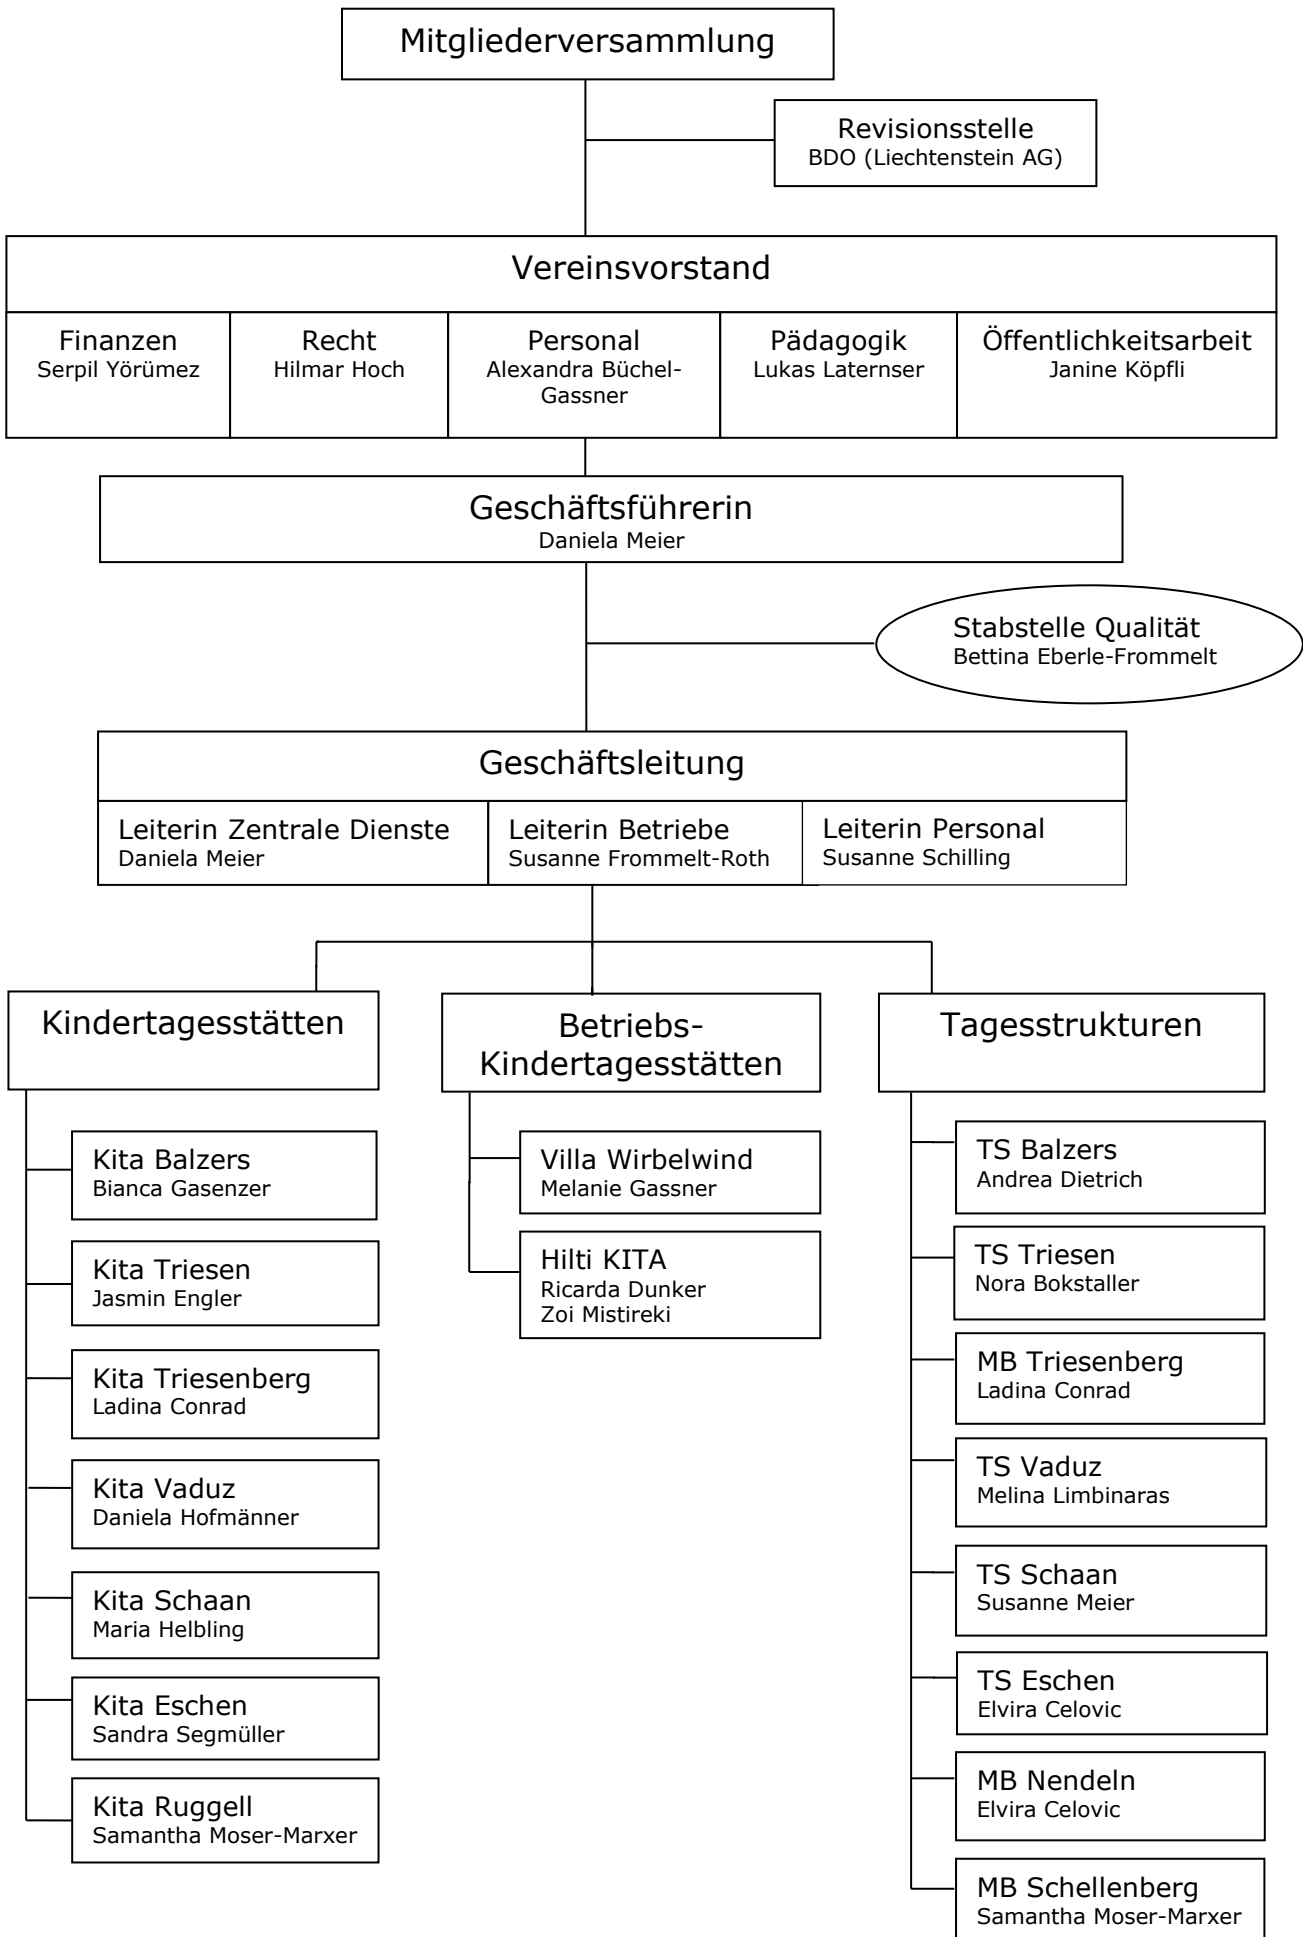 Mitgliederversammlung
Revisionsstelle
BDO (Liechtenstein AG)
Vereinsvorstand
Finanzen
Serpil Yörümez
Recht
Hilmar Hoch
Personal
Alexandra Büchel-
Gassner
Pädagogik
Lukas Laternser
Öffentlichkeitsarbeit
Janine Köpfli
Geschäftsführerin
Daniela Meier
Stabstelle Qualität
Bettina Eberle-Frommelt
Geschäftsleitung
Leiterin Zentrale Dienste
Daniela Meier
Leiterin Betriebe
Susanne Frommelt-Roth
Leiterin Personal
Susanne Schilling
Kindertagesstätten
Kita Balzers
Bianca Gasenzer
Kita Triesen
Jasmin Engler
Kita Triesenberg
Ladina Conrad
Kita Vaduz
Daniela Hofmänner
Kita Schaan
Maria Helbling
Kita Eschen
Sandra Segmüller
Kita Ruggell
Samantha Moser-Marxer
Betriebs-
Kindertagesstätten
Villa Wirbelwind
Melanie Gassner
Hilti KITA
Ricarda Dunker
Zoi Mistireki
Tagesstrukturen
TS Balzers
Andrea Dietrich
TS Triesen
Nora Bokstaller
MB Triesenberg
Ladina Conrad
TS Vaduz
Melina Limbinaras
TS Schaan
Susanne Meier
TS Eschen
Elvira Celovic
MB Nendeln
Elvira Celovic
MB Schellenberg
Samantha Moser-Marxer